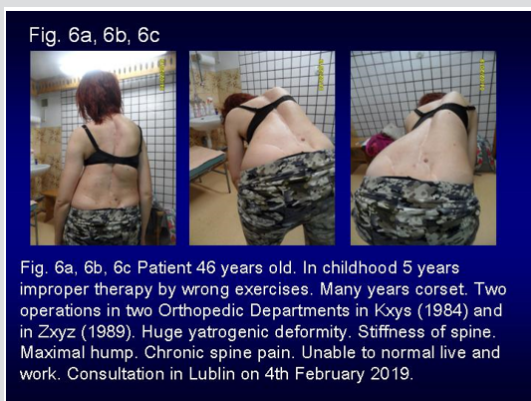 Fig. 6a, 6b, 6c
Fig. 6a, 6b, 6c Patient 46 years old. In childhood 5 years
improper therapy by wrong exercises. Many years corset. Two
operations in two Orthopedic Departments in Kxys (1984) and
in Zxyz (1989). Huge yatrogenic deformity. Stiffness of spine.
Maximal hump. Chronic spine pain. Unable to normal live and
work. Consultation in Lublin on 4th February 2019.